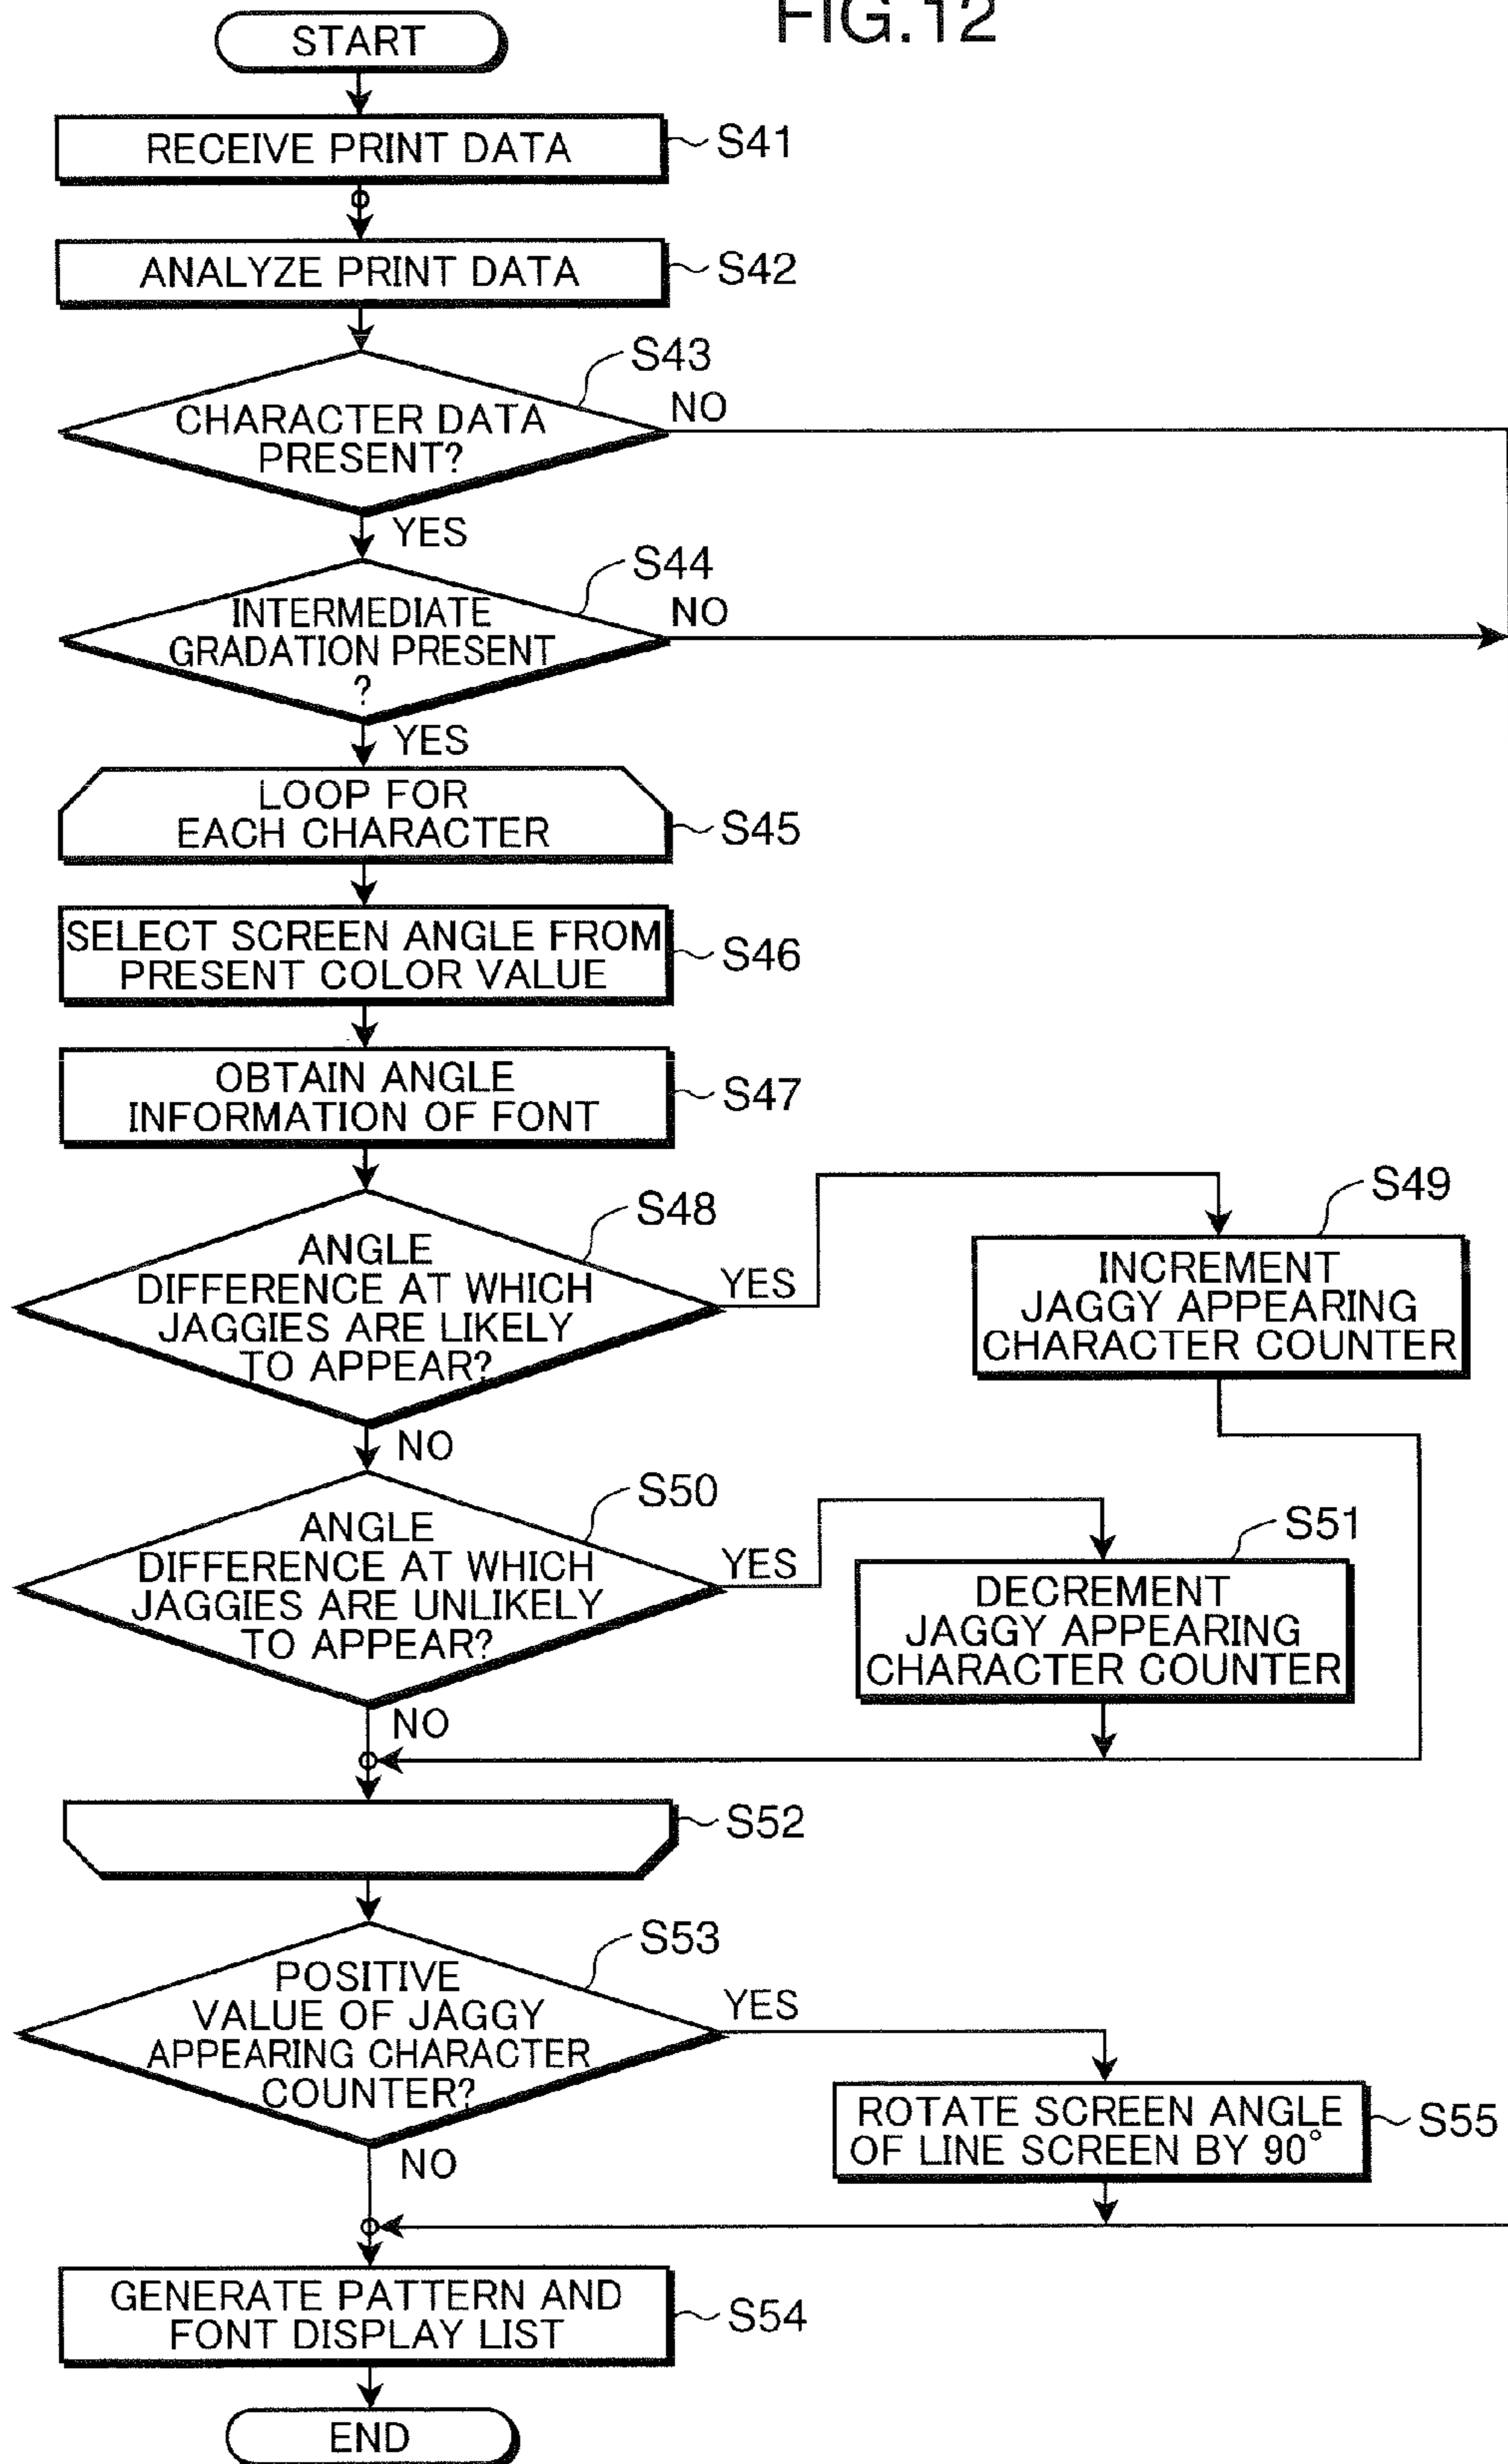 FIG.12
START
RECEIVE PRINT DATA
S41
ANALYZE PRINT DATA
S42
S43
CHARACTER DATA
PRESENT?
NO
YES
S44
INTERMEDIATE
GRADATION PRESENT
?
NO
YES
LOOP FOR
EACH CHARACTER
S45
SELECT SCREEN ANGLE FROM
PRESENT COLOR VALUE
S46
OBTAIN ANGLE
INFORMATION OF FONT
S47
S48
ANGLE
DIFFERENCE AT WHICH
JAGGIES ARE LIKELY
TO APPEAR?
YES
NO
S49
INCREMENT
JAGGY APPEARING
CHARACTER COUNTER
S50
ANGLE
DIFFERENCE AT WHICH
JAGGIES ARE UNLIKELY
TO APPEAR?
YES
NO
S51
DECREMENT
JAGGY APPEARING
CHARACTER COUNTER
S52
S53
POSITIVE
VALUE OF JAGGY
APPEARING CHARACTER
COUNTER?
YES
NO
ROTATE SCREEN ANGLE
OF LINE SCREEN BY 90°
S55
GENERATE PATTERN AND
FONT DISPLAY LIST
S54
END